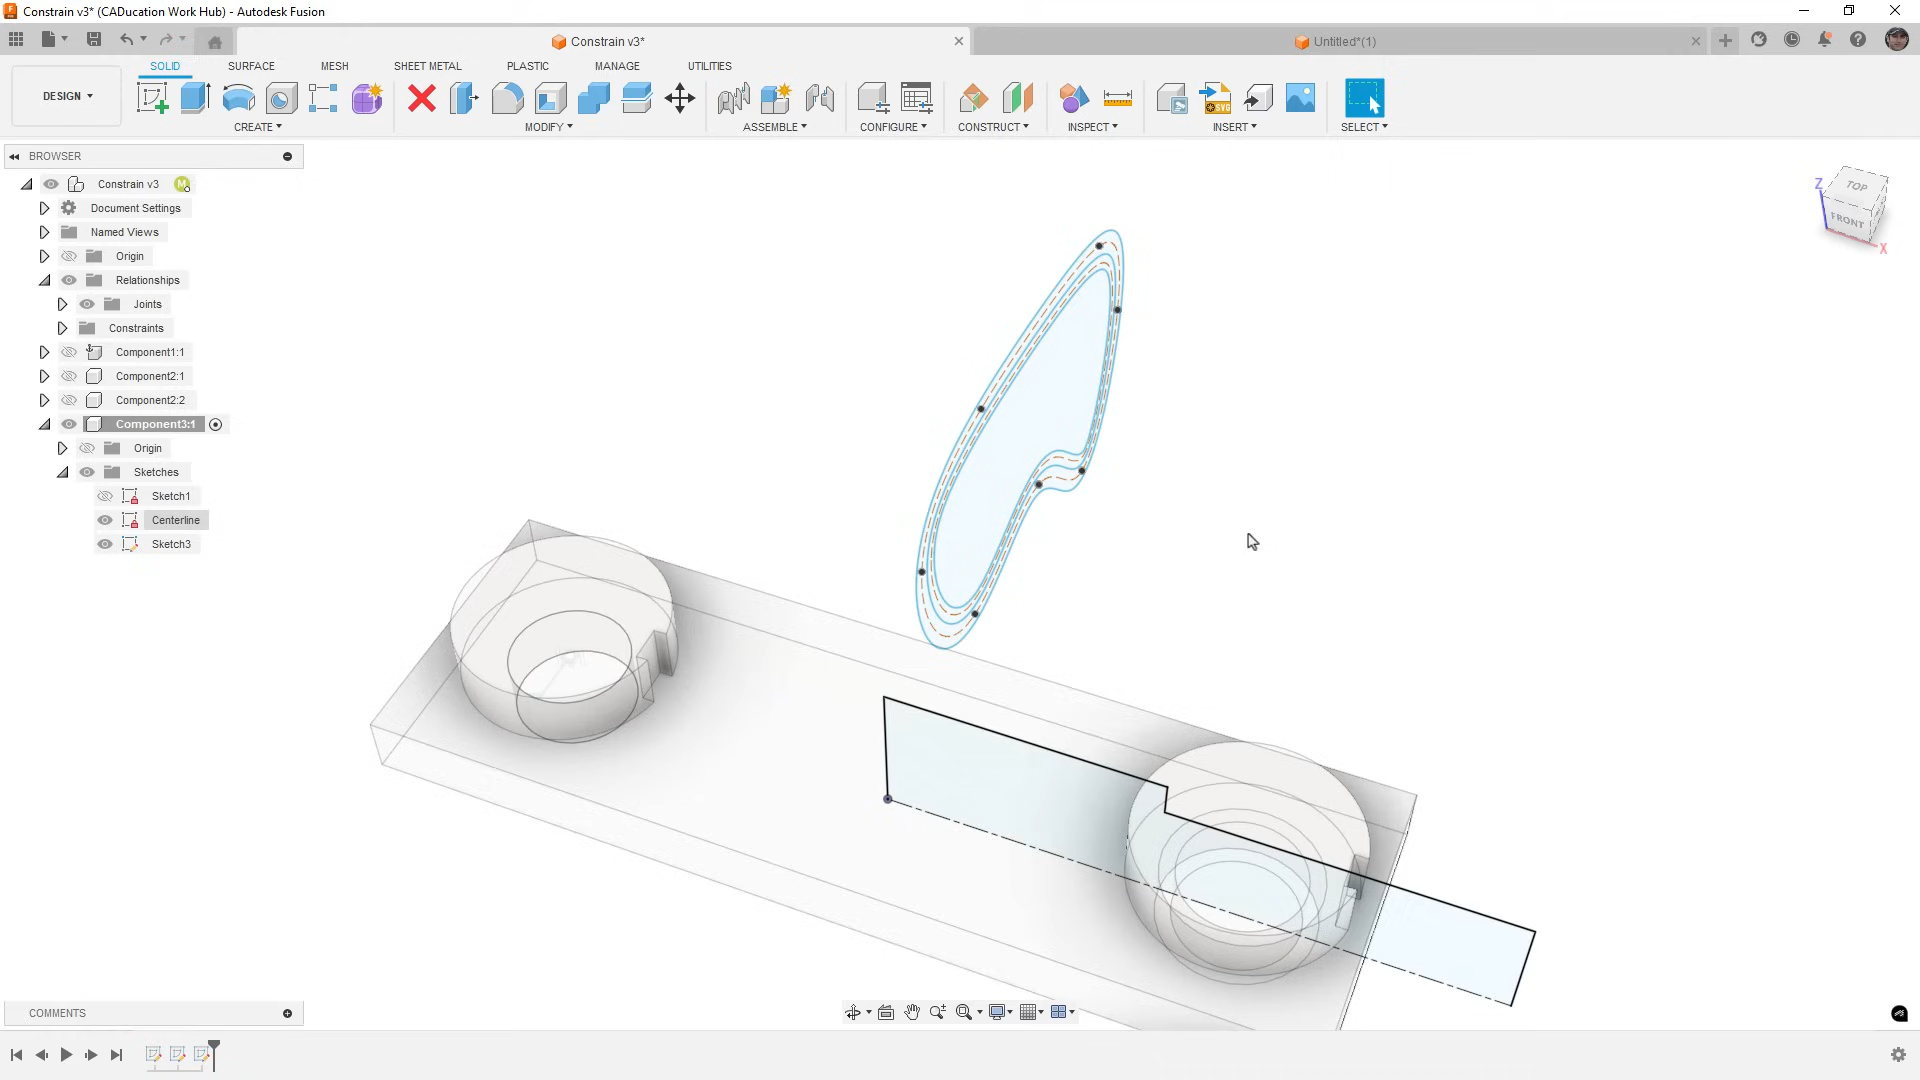 Constrain v3* (CADucation Work Hub) - Autodesk Fusion
Constrain v3*
Untitled*(1)
SOLID SURFACE MESH SHEET METAL PLASTIC MANAGE UTILITIES
DESIGN
CREATE MODIFY ASSEMBLE CONFIGURE CONSTRUCT INSPECT INSERT SELECT
BROWSER
Constrain v3 M
Document Settings
Named Views
Origin
Relationships
Joints
Constraints
Component1:1
Component2:1
Component2:2
Component3:1
Origin
Sketches
Sketch1
Centerline
Sketch3
Z
TOP
FRONT
X
COMMENTS